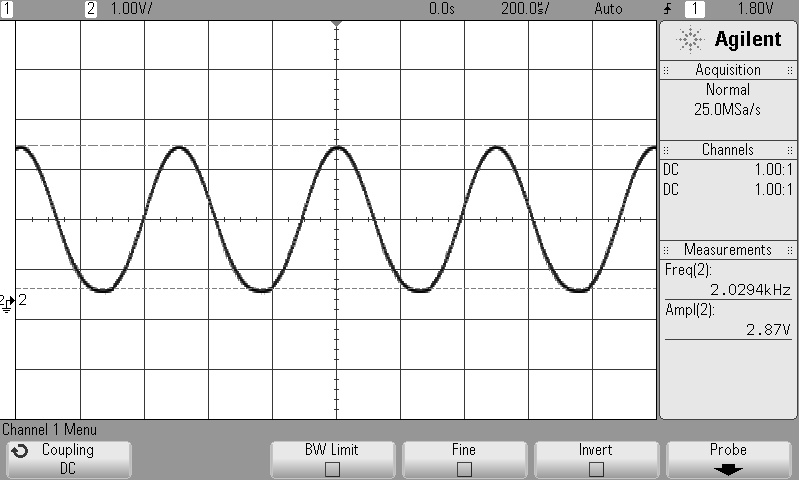 1 2 1.00V/ 0.0s 200.0us/ Auto 1 1.80V
Agilent
Acquisition
Normal
25.0MSa/s
Channels
DC 1.00:1
DC 1.00:1
Measurements
Freq(2):
2.0294kHz
Ampl(2):
2.87V
2
Channel 1 Menu
Coupling
DC
BW Limit
Fine
Invert
Probe